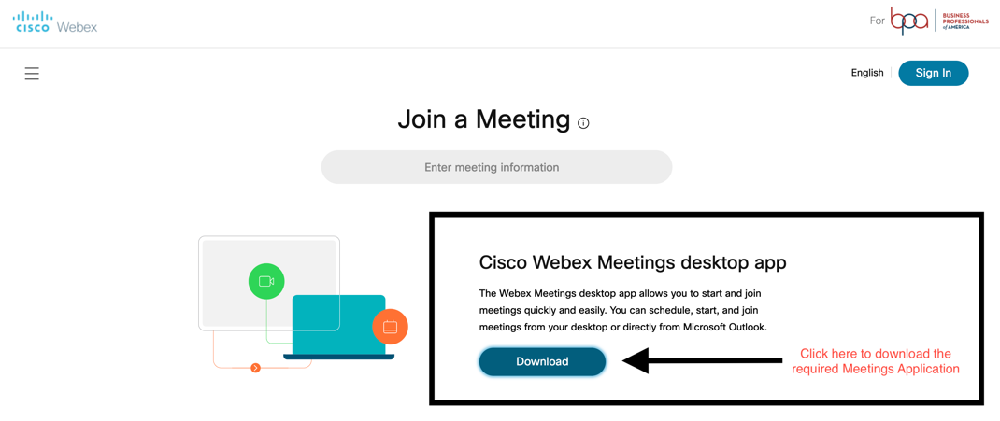 CISCO Webex
For bpa BUSINESS
PROFESSIONALS
of AMERICA
English
Sign In
Join a Meeting
Enter meeting information
Cisco Webex Meetings desktop app
The Webex Meetings desktop app allows you to start and join
meetings quickly and easily. You can schedule, start, and join
meetings from your desktop or directly from Microsoft Outlook.
Download
Click here to download the
required Meetings Application